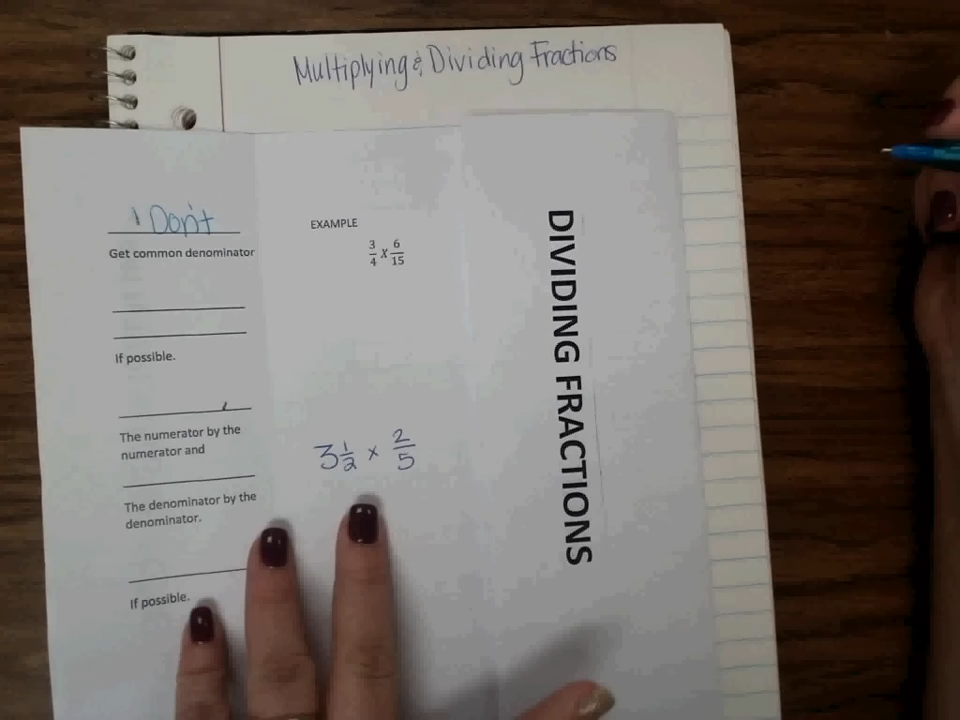 Multiplying & Dividing Fractions
Don't
Get common denominator
If possible.
The numerator by the
numerator and
The denominator by the
denominator.
If possible.
EXAMPLE
3/4 x 6/15
3 1/2 x 2/5
DIVIDING FRACTIONS